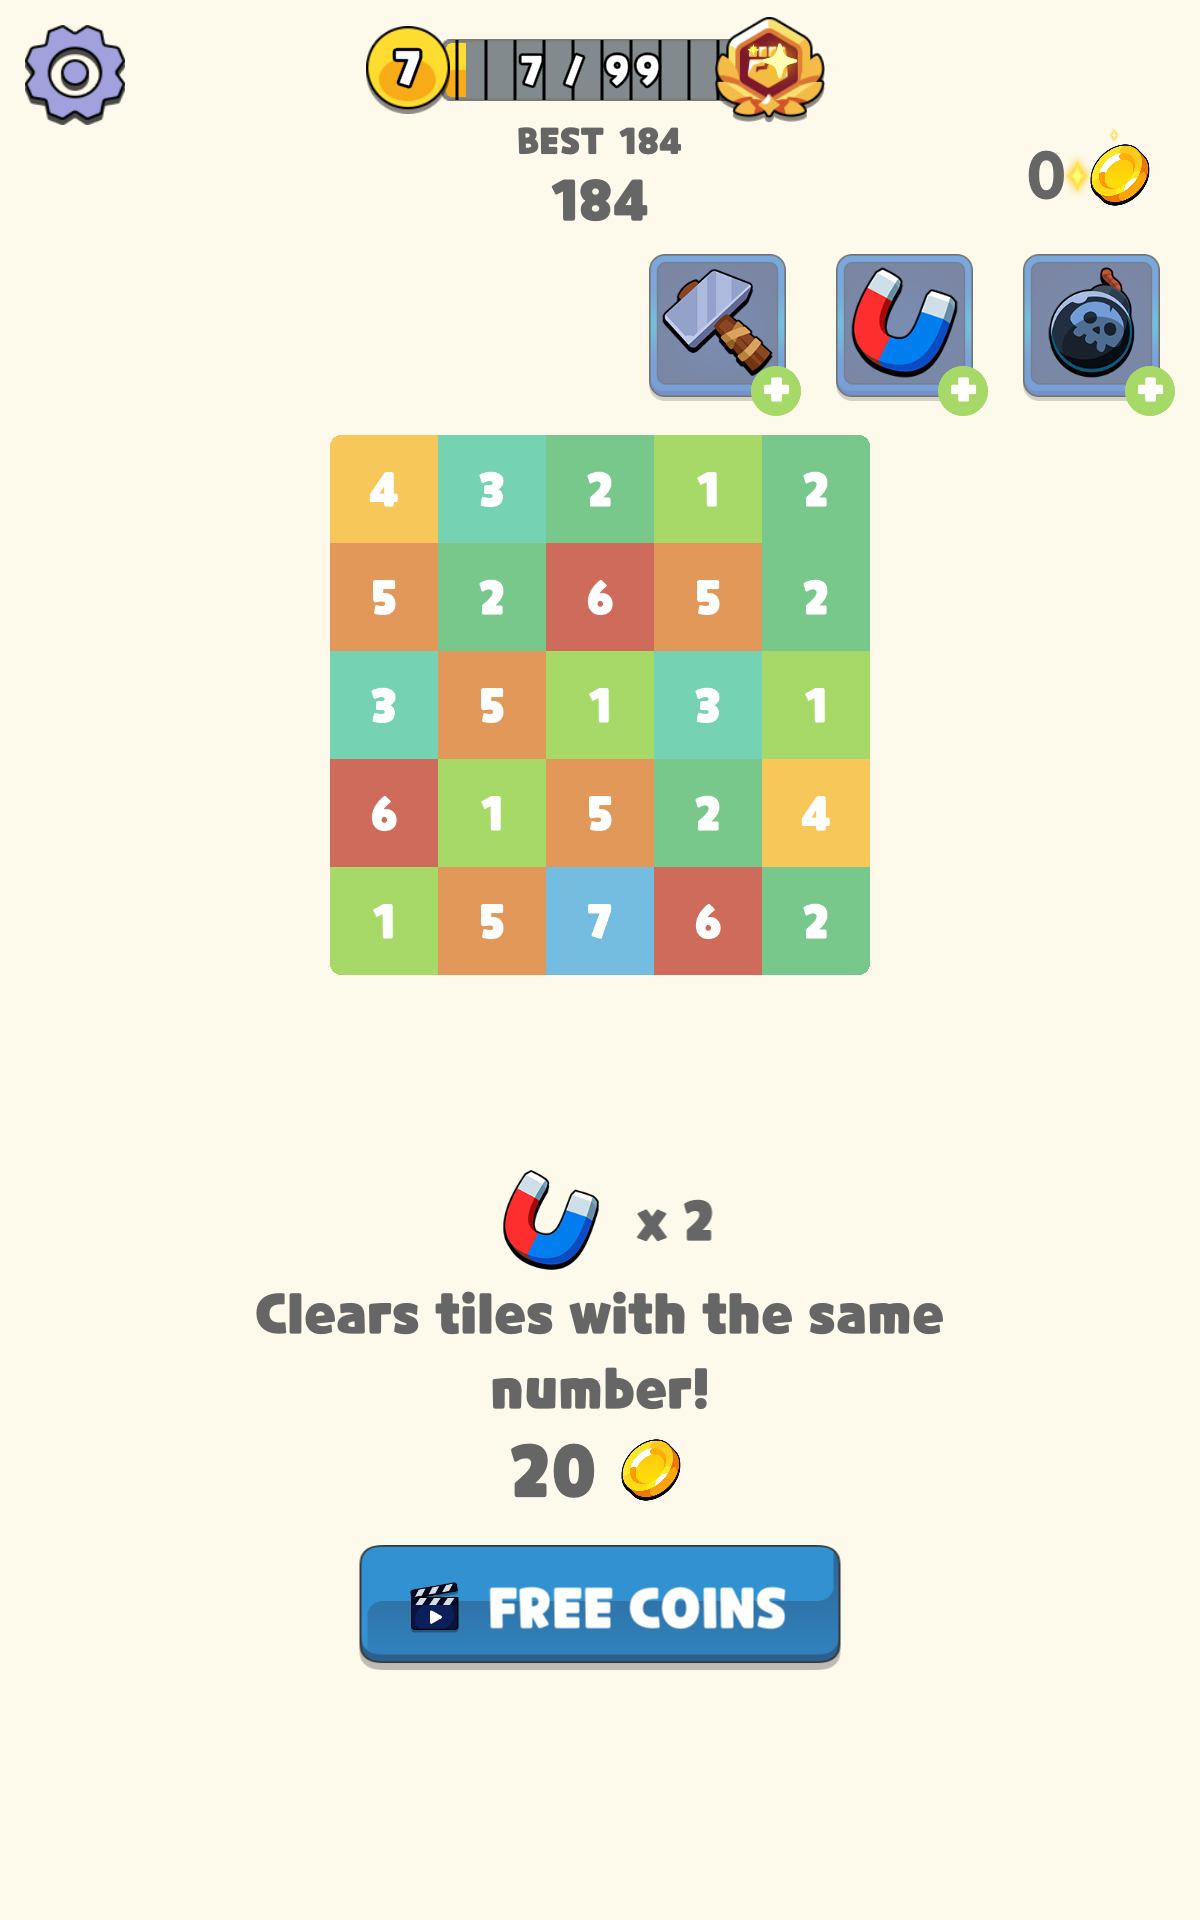 7 7 / 99
BEST 184
184
0
4 3 2 1 2
5 2 6 5 2
3 5 1 3 1
6 1 5 2 4
1 5 7 6 2
x 2
Clears tiles with the same
number!
20
FREE COINS